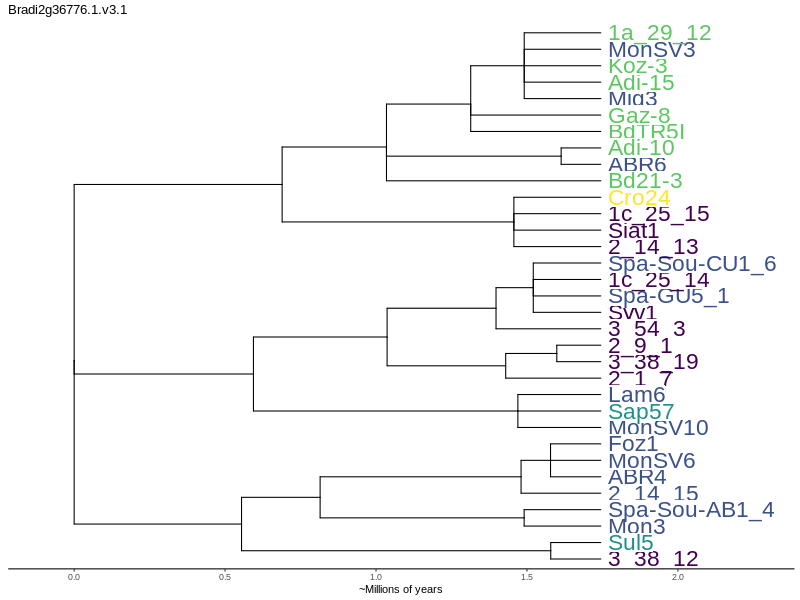 Bradi2g36776.1.v3.1
1a_29_12
MonSV3
Koz-3
Adi-15
Mig3
Gaz-8
BdTR5I
Adi-10
ABR6
Bd21-3
Cro24
1c_25_15
Siat1
2_14_13
Spa-Sou-CU1_6
1c_25_14
Spa-GU5_1
Svv1
3_54_3
2_9_1
3_38_19
2_1_7
Lam6
Sap57
MonSV10
Foz1
MonSV6
ABR4
2_14_15
Spa-Sou-AB1_4
Mon3
Sul5
3_38_12
0.0 0.5 1.0 1.5 2.0
~Millions of years